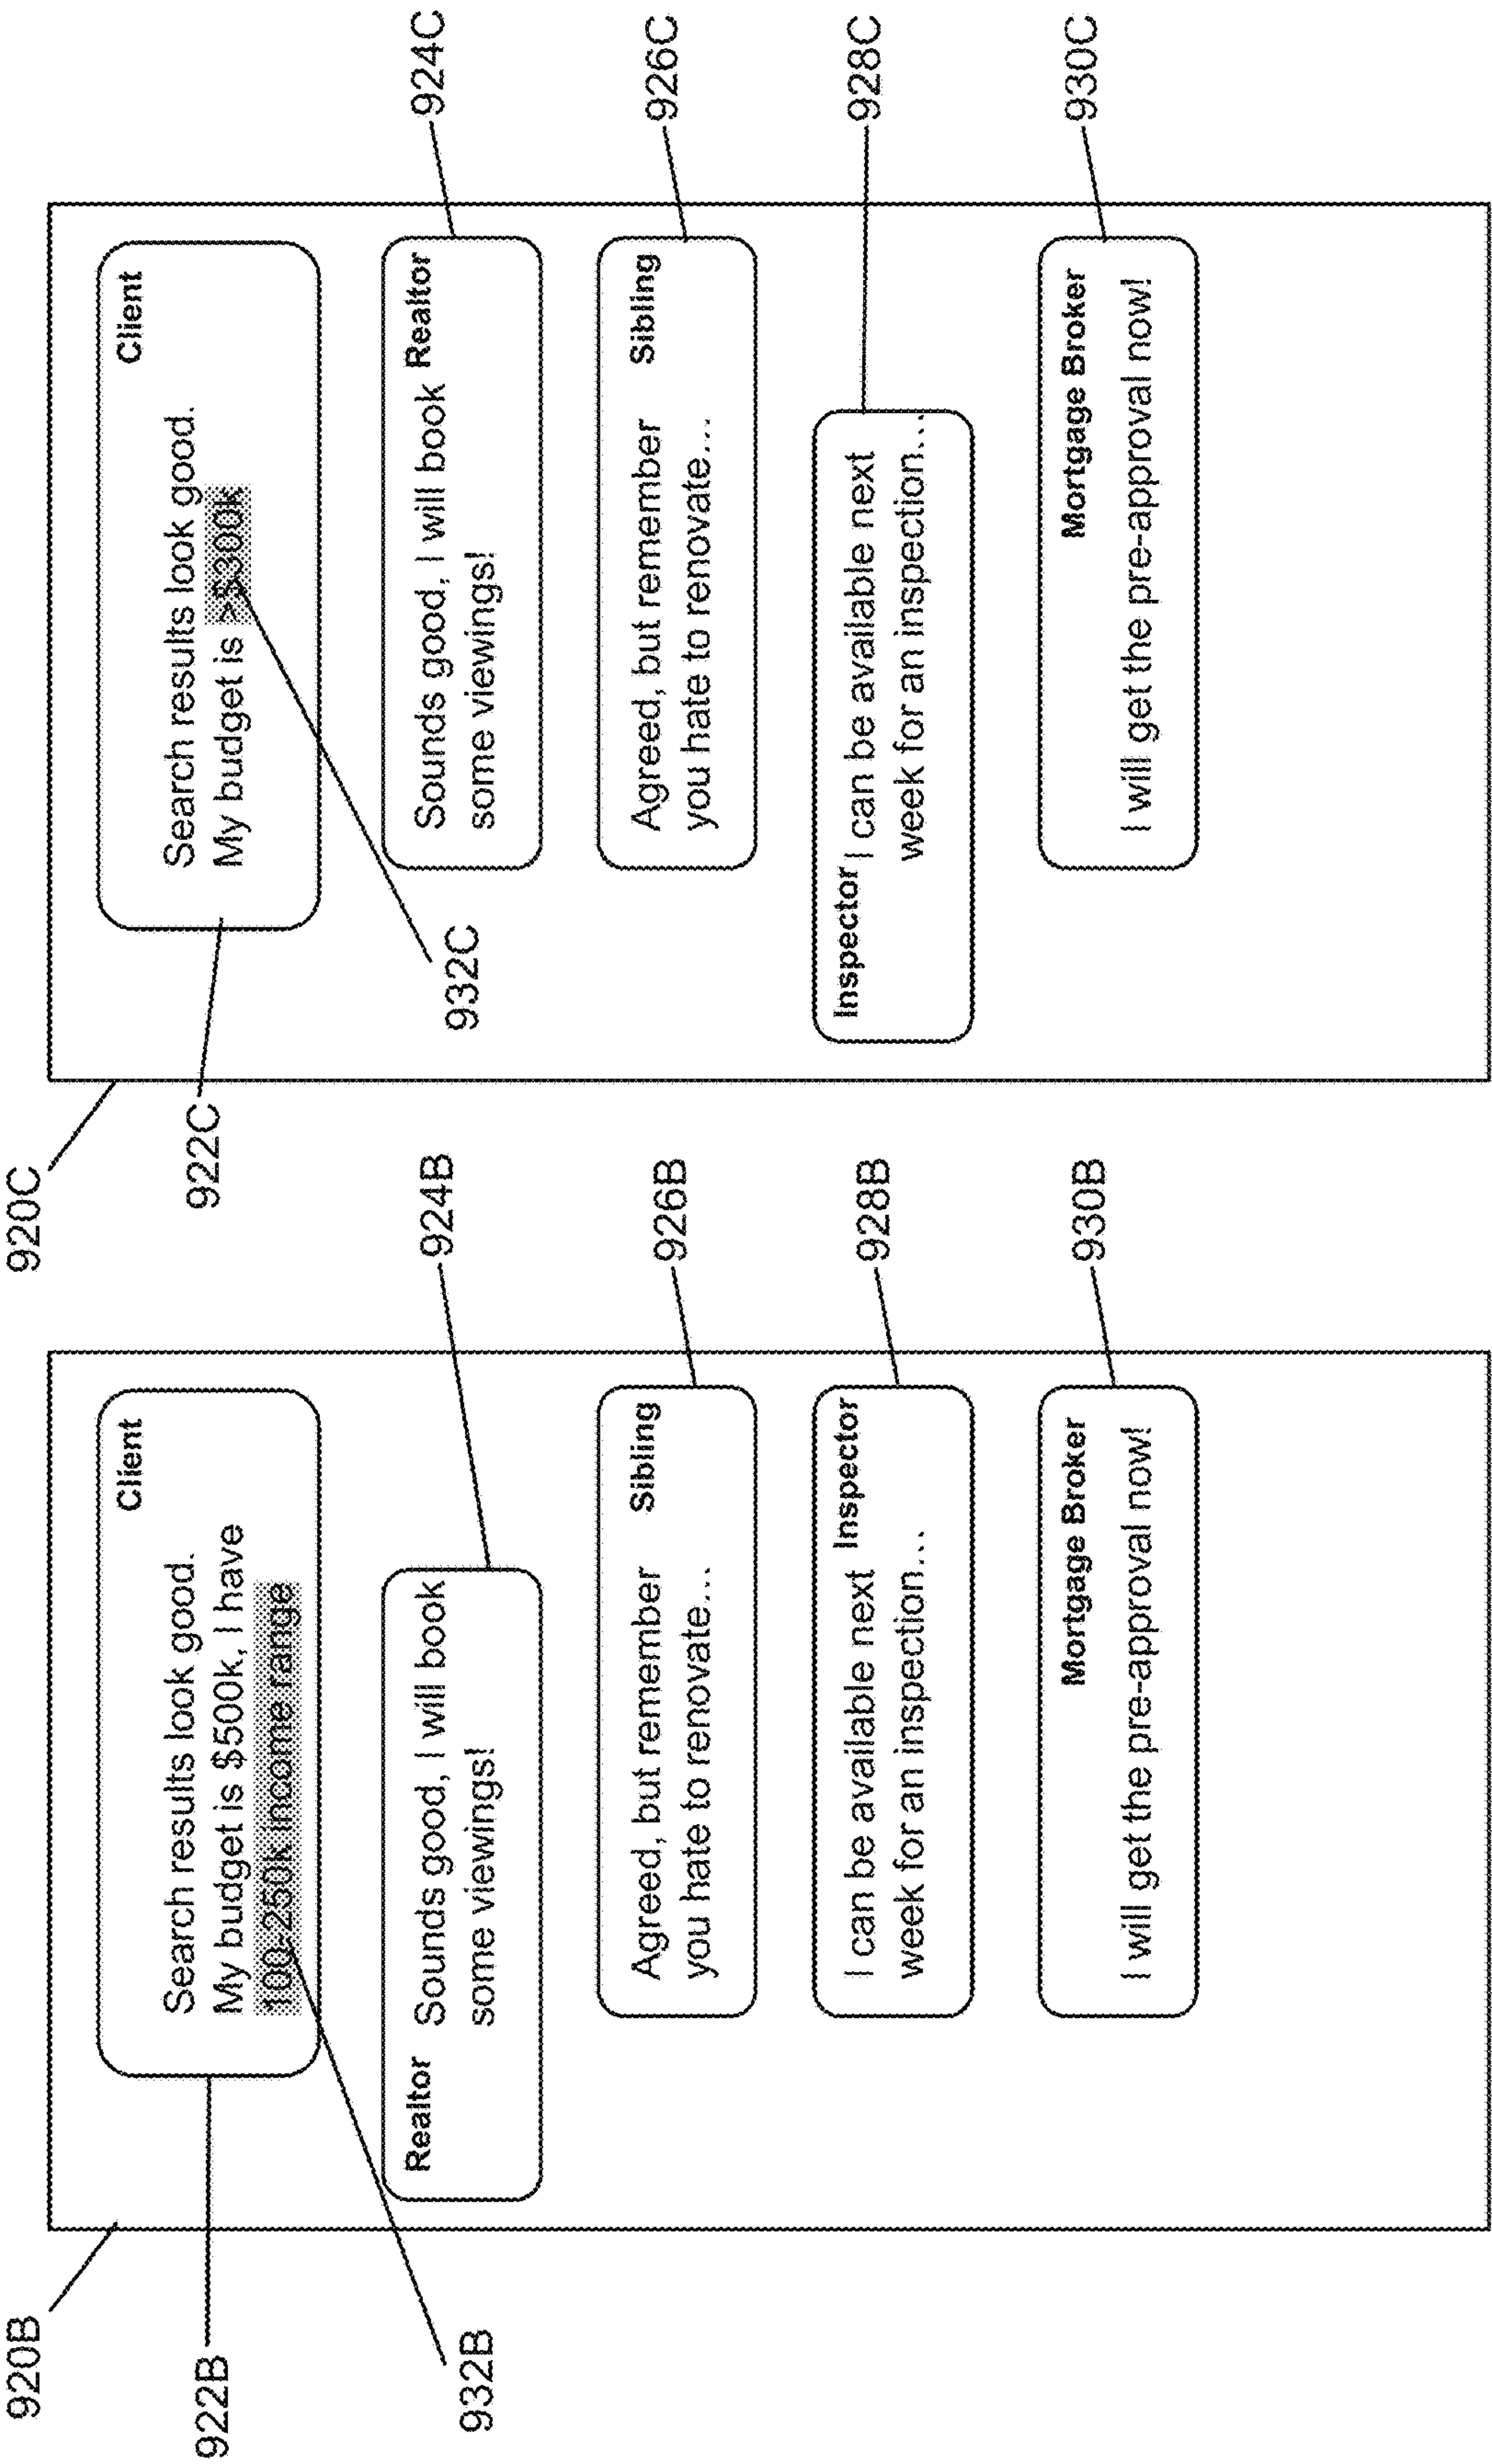 920B
922B
Client
Search results look good.
My budget is $500k, I have
100-250k income range
932B
Realtor
Sounds good, I will book
some viewings!
924B
Agreed, but remember
you hate to renovate...
Sibling
926B
I can be available next
week for an inspection...
Inspector
928B
Mortgage Broker
I will get the pre-approval now!
930B
920C
922C
Client
Search results look good.
My budget is >$300k
932C
Sounds good, I will book
some viewings!
Realtor
924C
Agreed, but remember
you hate to renovate...
Sibling
926C
Inspector
I can be available next
week for an inspection...
928C
Mortgage Broker
I will get the pre-approval now!
930C